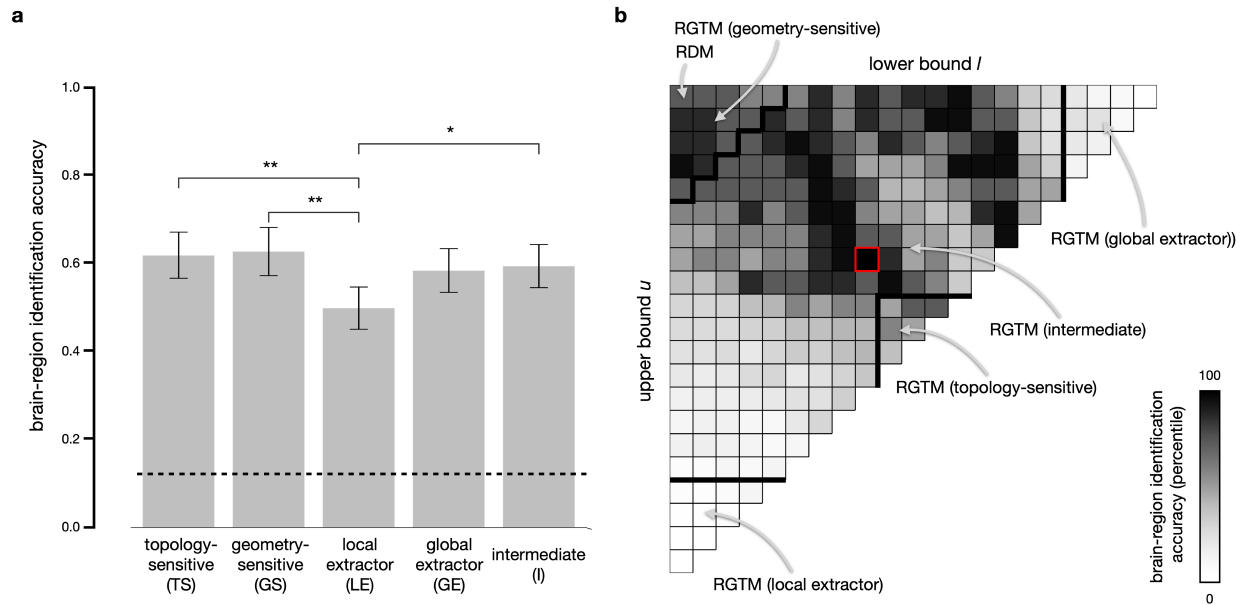 a
brain-region identification accuracy
1.0
0.8
0.6
0.4
0.2
0.0
**
**
*
topology-
sensitive
(TS)
geometry-
sensitive
(GS)
local
extractor
(LE)
global
extractor
(GE)
intermediate
(I)
b
RGTM (geometry-sensitive)
RDM
lower bound l
upper bound u
RGTM (global extractor))
RGTM (intermediate)
RGTM (topology-sensitive)
RGTM (local extractor)
brain-region identification
accuracy (percentile)
100
0